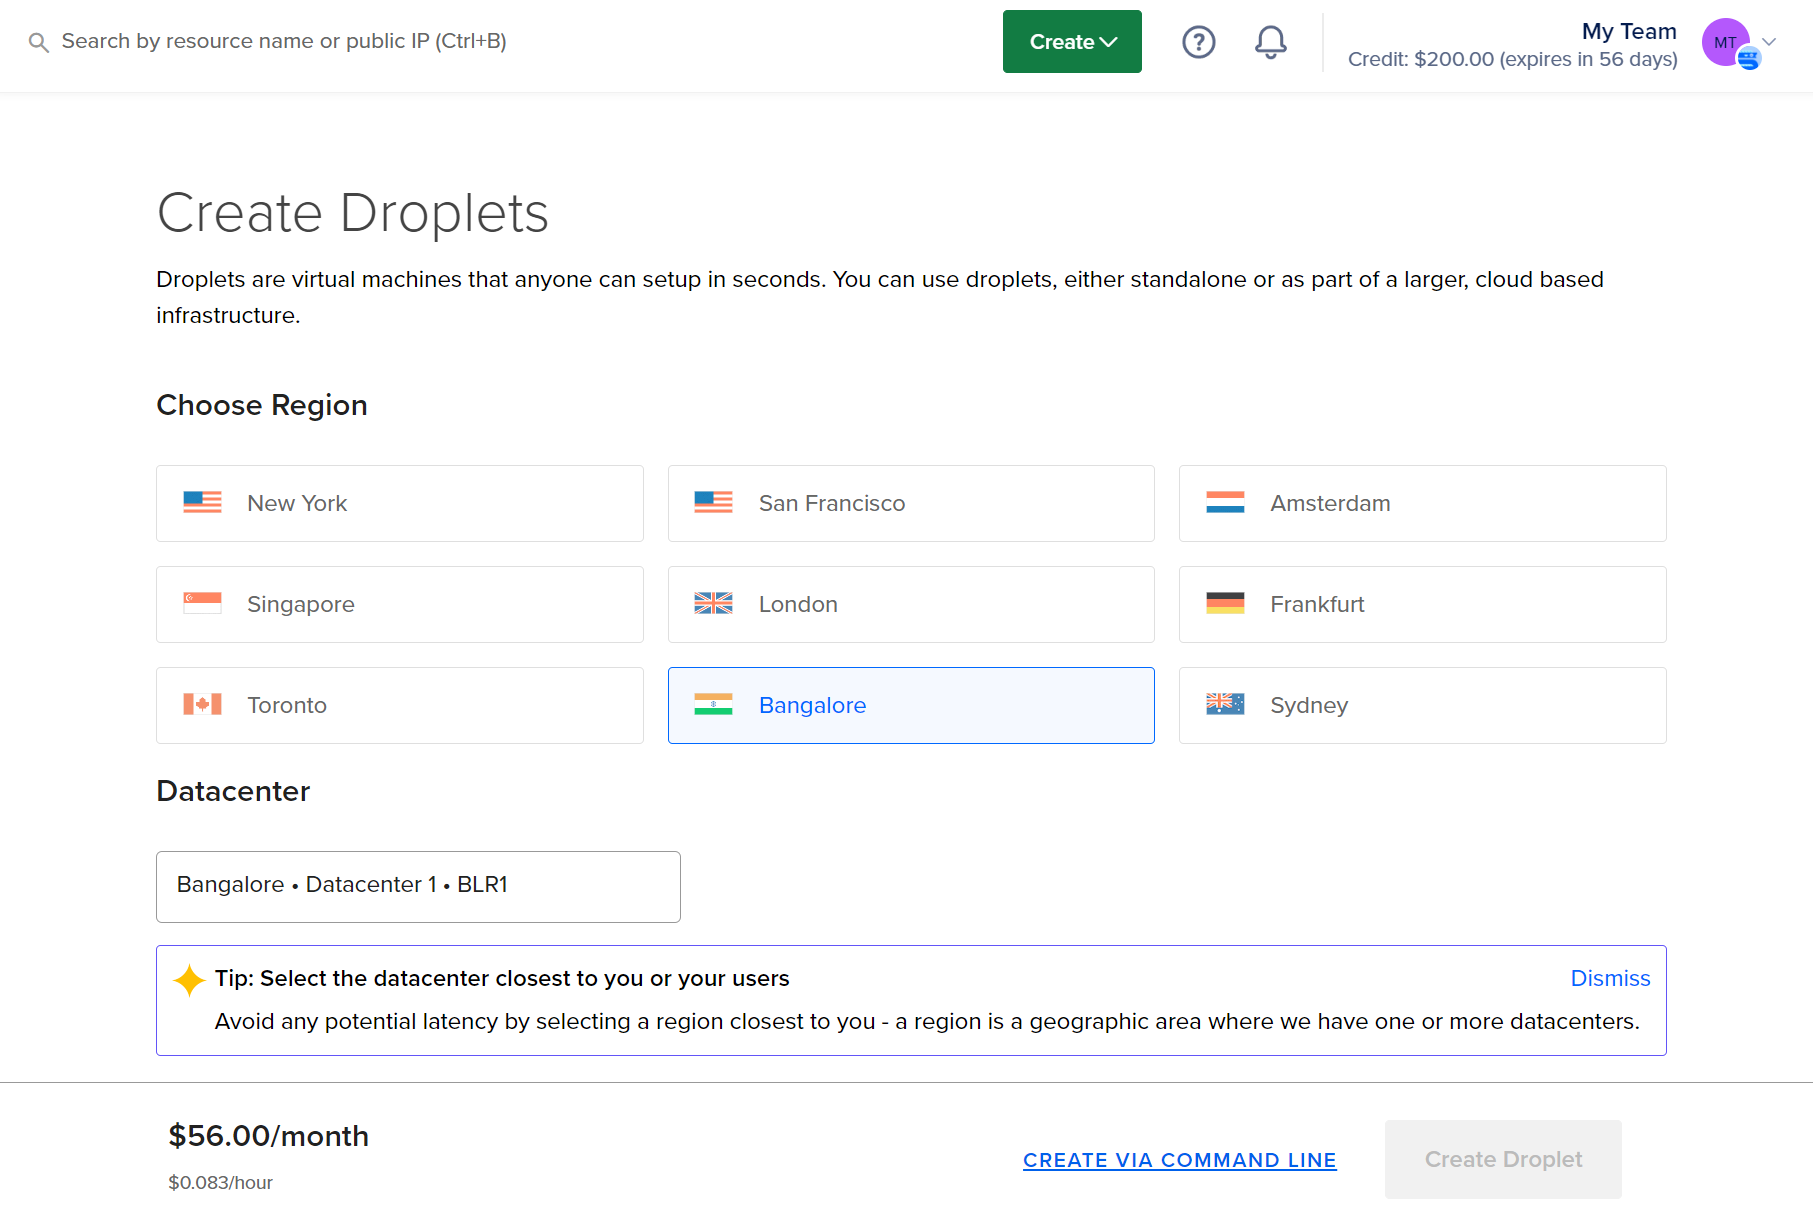 Search by resource name or public IP (Ctrl+B)
Create
My Team
Credit: $200.00 (expires in 56 days)
MT
Create Droplets
Droplets are virtual machines that anyone can setup in seconds. You can use droplets, either standalone or as part of a larger, cloud based
infrastructure.
Choose Region
New York
San Francisco
Amsterdam
Singapore
London
Frankfurt
Toronto
Bangalore
Sydney
Datacenter
Bangalore • Datacenter 1 • BLR1
Tip: Select the datacenter closest to you or your users
Dismiss
Avoid any potential latency by selecting a region closest to you - a region is a geographic area where we have one or more datacenters.
$56.00/month
$0.083/hour
CREATE VIA COMMAND LINE
Create Droplet